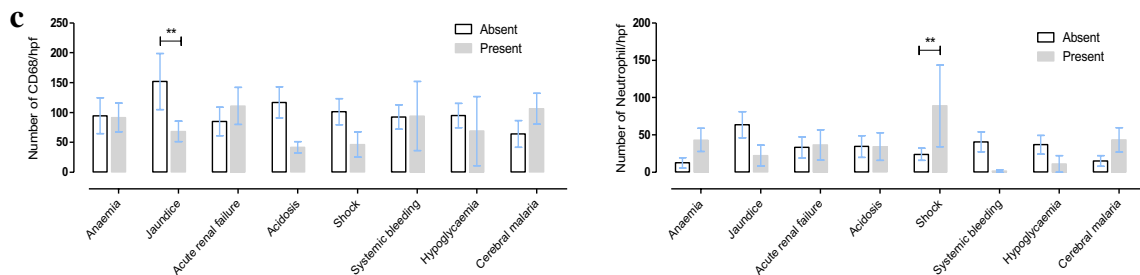 c
Number of CD68/hpf
250
200
150
100
50
0
**
Absent
Present
Anaemia
Jaundice
Acute renal failure
Acidosis
Shock
Systemic bleeding
Hypoglycaemia
Cerebral malaria
Number of Neutrophil/hpf
200
150
100
50
0
**
Absent
Present
Anaemia
Jaundice
Acute renal failure
Acidosis
Shock
Systemic bleeding
Hypoglycaemia
Cerebral malaria